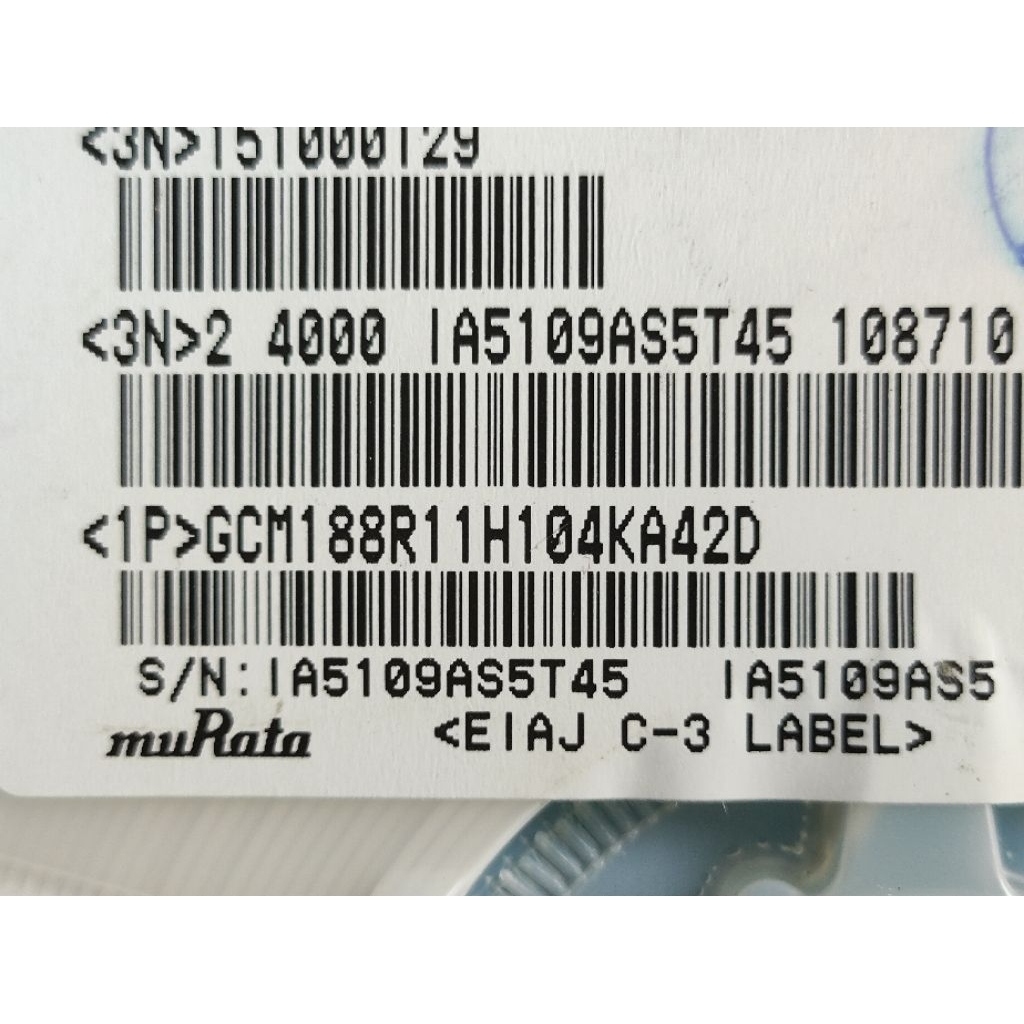 <3N>151000129
<3N>2 4000 IA5109AS5T45 108710
<1P>GCM188R11H104KA42D
S/N:IA5109AS5T45 IA5109AS5
muRata <EIAJ C-3 LABEL>